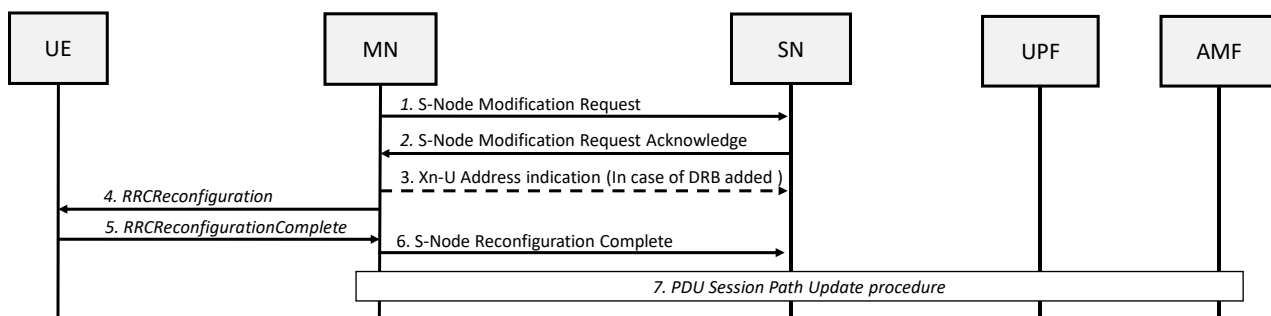 UE
MN
SN
UPF
AMF
1. S-Node Modification Request
2. S-Node Modification Request Acknowledge
3. Xn-U Address indication (In case of DRB added )
4. RRCReconfiguration
5. RRCReconfigurationComplete
6. S-Node Reconfiguration Complete
7. PDU Session Path Update procedure